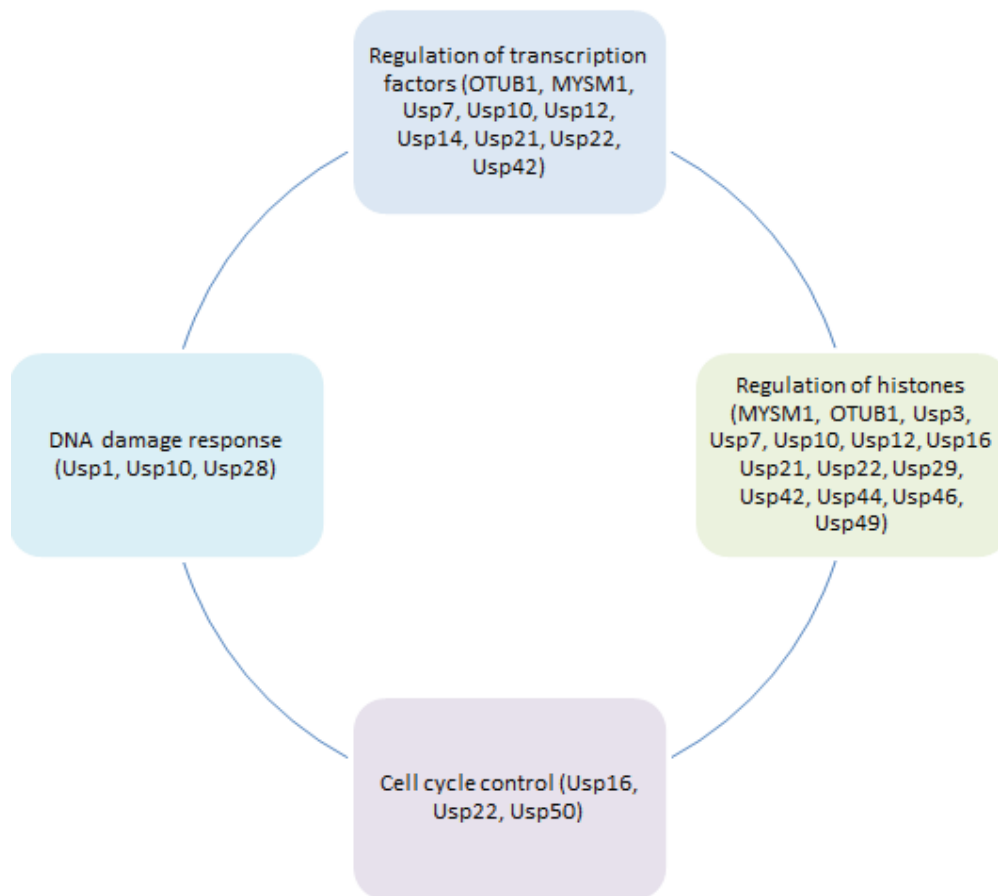 Regulation of transcription
factors (OTUB1, MYSM1,
Usp7, Usp10, Usp12,
Usp14, Usp21, Usp22,
Usp42)
Regulation of histones
(MYSM1, OTUB1, Usp3,
Usp7, Usp10, Usp12, Usp16
Usp21, Usp22, Usp29,
Usp42, Usp44, Usp46,
Usp49)
DNA damage response
(Usp1, Usp10, Usp28)
Cell cycle control (Usp16,
Usp22, Usp50)